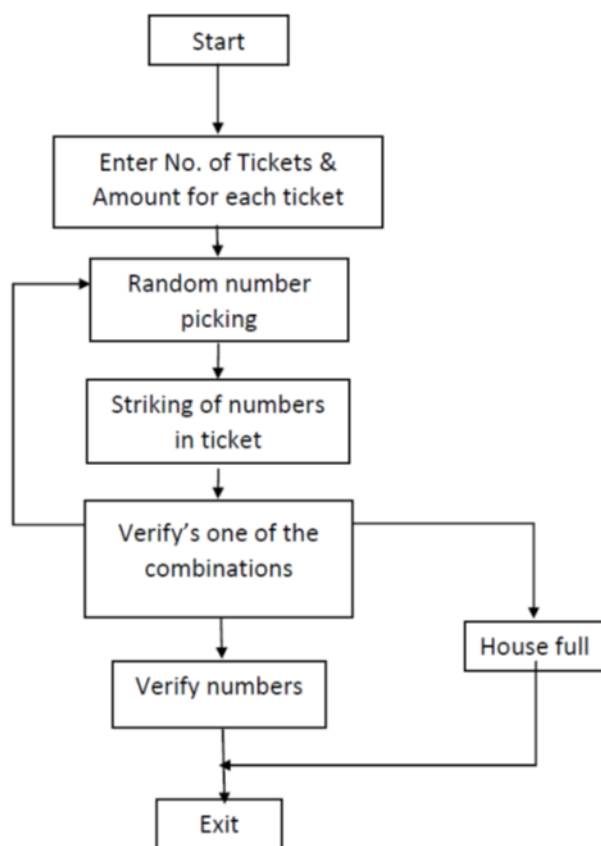 Start
Enter No. of Tickets &
Amount for each ticket
Random number
picking
Striking of numbers
in ticket
Verify’s one of the
combinations
House full
Verify numbers
Exit